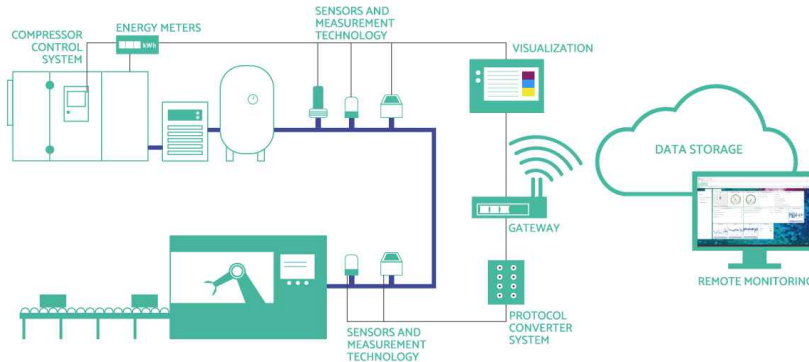 COMPRESSOR
CONTROL
SYSTEM
ENERGY METERS
kWh
SENSORS AND
MEASUREMENT
TECHNOLOGY
VISUALIZATION
DATA STORAGE
GATEWAY
REMOTE MONITORING
PROTOCOL
CONVERTER
SYSTEM
SENSORS AND
MEASUREMENT
TECHNOLOGY